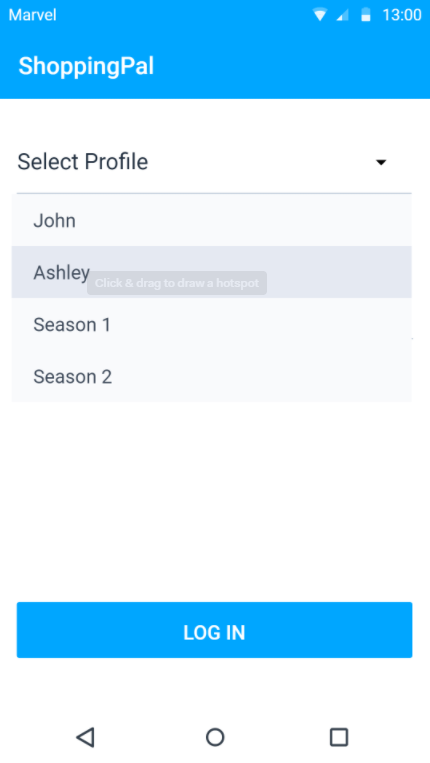 Marvel 13:00
ShoppingPal
Select Profile
John
Ashley
Click & drag to draw a hotspot
Season 1
Season 2
LOG IN